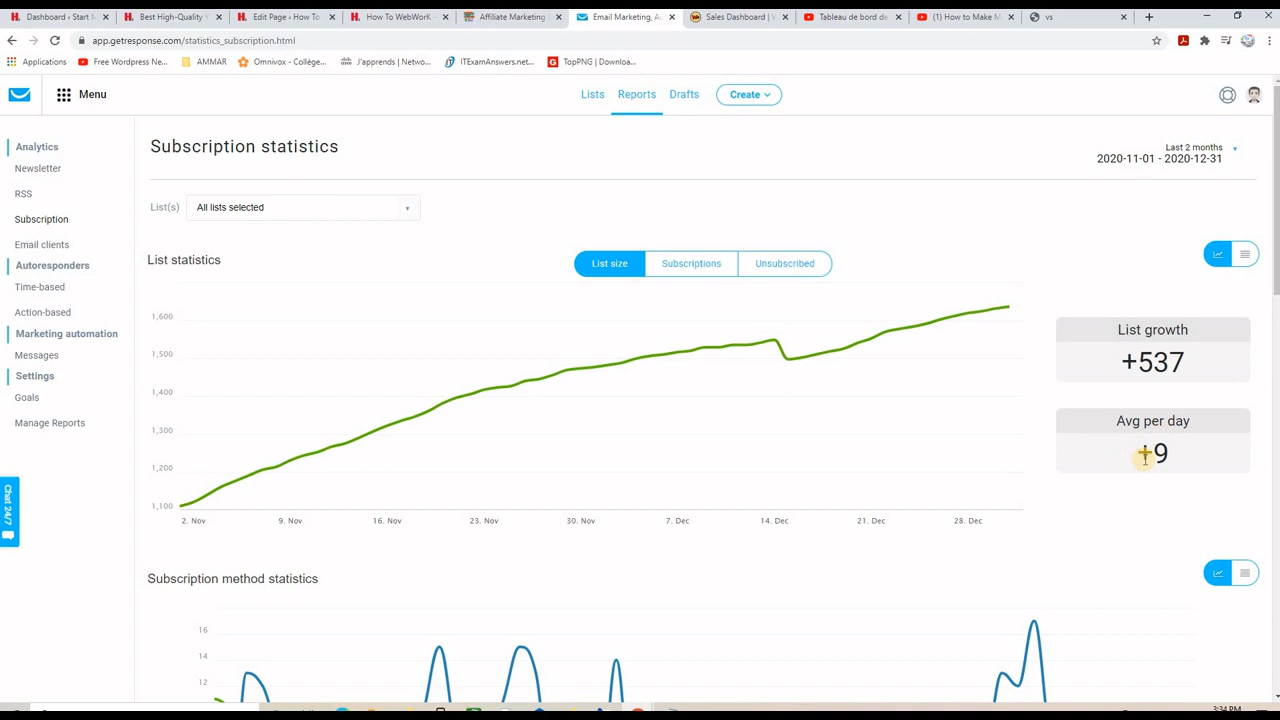 Dashboard ‹ Start M
Best High-Quality Y
Edit Page ‹ How To
How To WebWorK –
Affiliate Marketing
Email Marketing, Au
Sales Dashboard | W
Tableau de bord de
(1) How to Make M
vs
app.getresponse.com/statistics_subscription.html
Applications
Free Wordpress Ne...
AMMAR
Omnivox - Collège...
J'apprends | Netwo...
ITExamAnswers.net...
TopPNG | Downloa...
Menu
Lists
Reports
Drafts
Create
Analytics
Newsletter
RSS
Subscription
Email clients
Autoresponders
Time-based
Action-based
Marketing automation
Messages
Settings
Goals
Manage Reports
Chat 24/7
Subscription statistics
Last 2 months
2020-11-01 - 2020-12-31
List(s)
All lists selected
List statistics
List size
Subscriptions
Unsubscribed
1,600
1,500
1,400
1,300
1,200
1,100
2. Nov
9. Nov
16. Nov
23. Nov
30. Nov
7. Dec
14. Dec
21. Dec
28. Dec
List growth
+537
Avg per day
+9
Subscription method statistics
16
14
12
3:34 PM